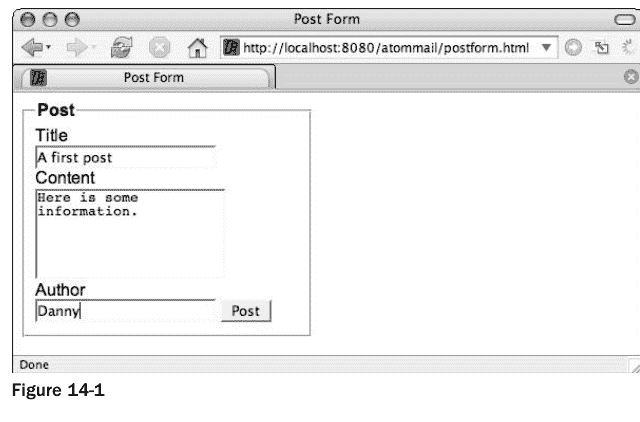 Post Form
http://localhost:8080/atommail/postform.html
Post Form
Post
Title
A first post
Content
Here is some
information.
Author
Danny
Post
Done
Figure 14-1